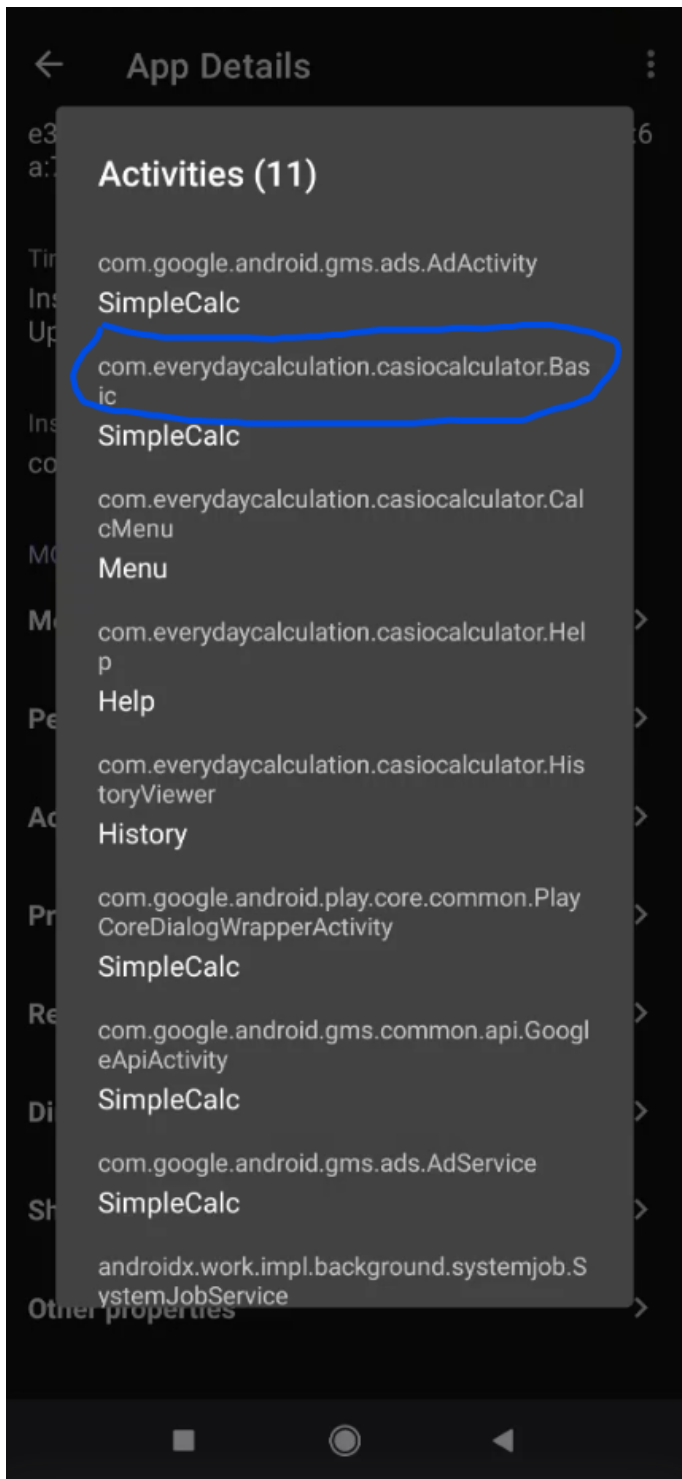 App Details
e3
:6
a:7
Activities (11)
com.google.android.gms.ads.AdActivity
SimpleCalc
com.everydaycalculation.casiocalculator.Bas
ic
SimpleCalc
com.everydaycalculation.casiocalculator.Cal
cMenu
Menu
com.everydaycalculation.casiocalculator.Hel
p
Help
com.everydaycalculation.casiocalculator.His
toryViewer
History
com.google.android.play.core.common.Play
CoreDialogWrapperActivity
SimpleCalc
com.google.android.gms.common.api.Googl
eApiActivity
SimpleCalc
com.google.android.gms.ads.AdService
SimpleCalc
androidx.work.impl.background.systemjob.S
ystemJobService
Other properties